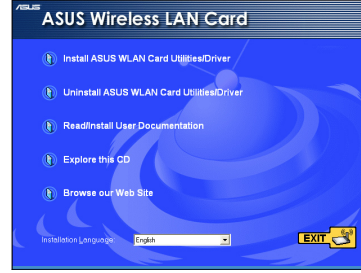 ASUS
ASUS Wireless LAN Card
Install ASUS WLAN Card Utilities/Driver
Uninstall ASUS WLAN Card Utilities/Driver
Read/Install User Documentation
Explore this CD
Browse our Web Site
Installation Language: English
EXIT